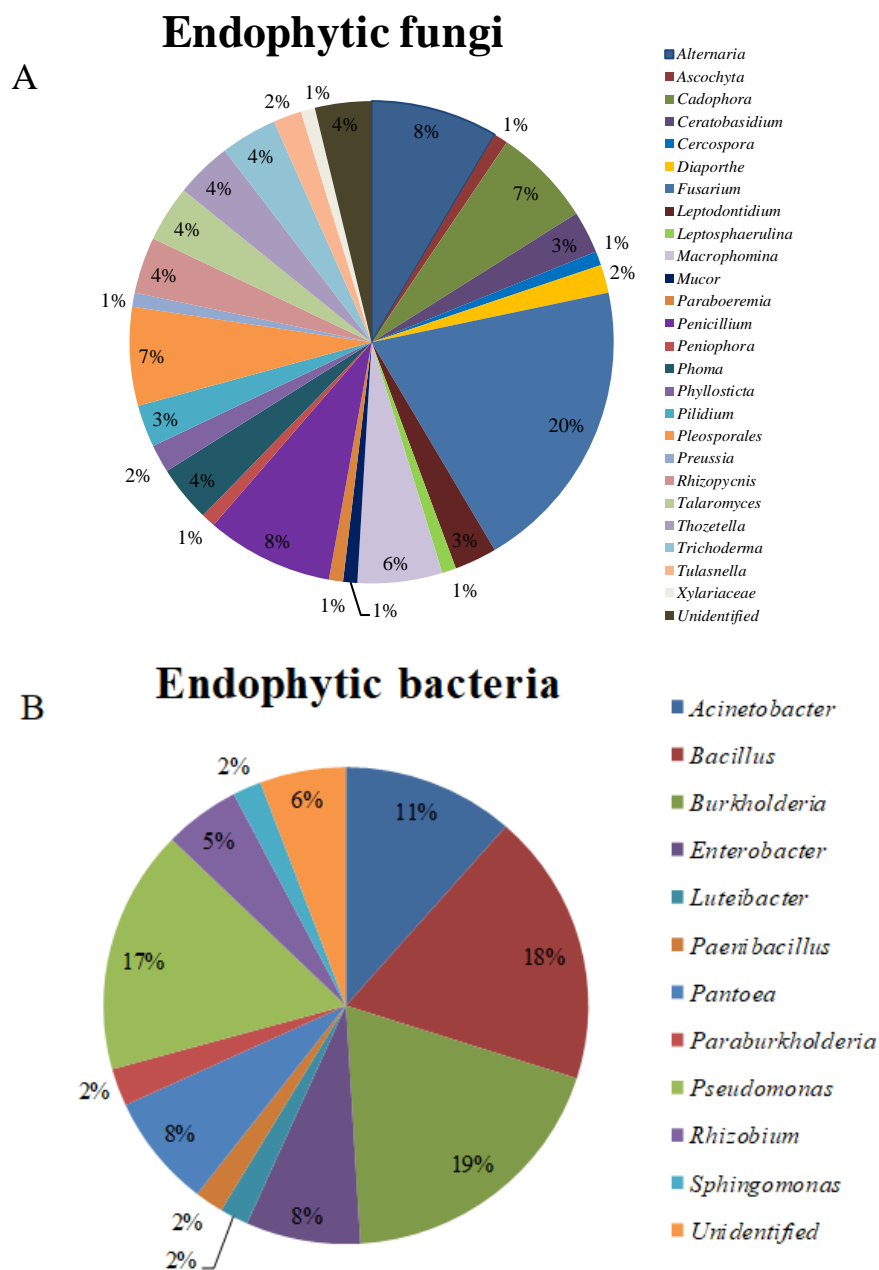 Endophytic fungi
A
Alternaria
Ascochyta
Cadophora
Ceratobasidium
Cercospora
Diaporthe
Fusarium
Leptodontidium
Leptosphaerulina
Macrophomina
Mucor
Paraboeremia
Penicillium
Peniophora
Phoma
Phyllosticta
Pilidium
Pleosporales
Preussia
Rhizopycnis
Talaromyces
Thozetella
Trichoderma
Tulasnella
Xylariaceae
Unidentified
8%
1%
7%
3%
1%
2%
20%
3%
1%
6%
1%
1%
8%
1%
4%
2%
3%
7%
1%
4%
4%
4%
4%
2%
1%
4%
Endophytic bacteria
B
Acinetobacter
Bacillus
Burkholderia
Enterobacter
Luteibacter
Paenibacillus
Pantoea
Paraburkholderia
Pseudomonas
Rhizobium
Sphingomonas
Unidentified
11%
18%
19%
8%
2%
2%
8%
2%
17%
5%
2%
6%